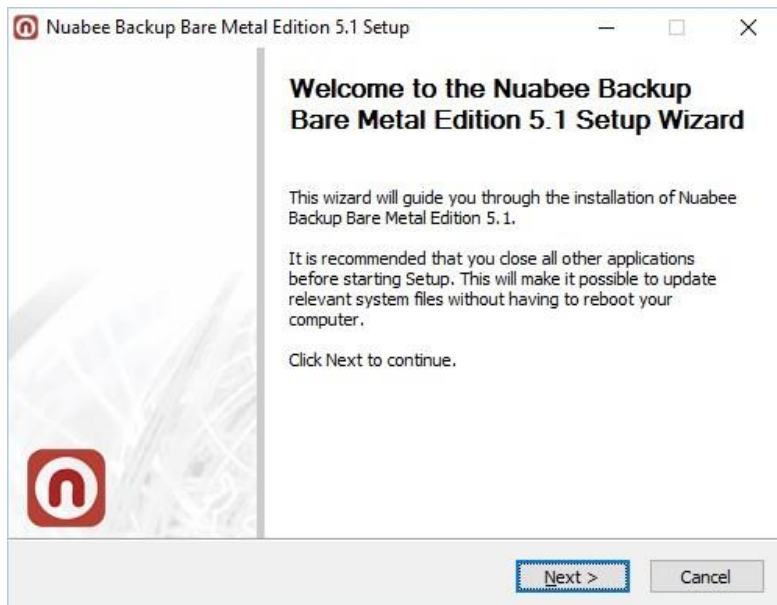 Nuabee Backup Bare Metal Edition 5.1 Setup
Welcome to the Nuabee Backup
Bare Metal Edition 5.1 Setup Wizard
This wizard will guide you through the installation of Nuabee
Backup Bare Metal Edition 5.1.
It is recommended that you close all other applications
before starting Setup. This will make it possible to update
relevant system files without having to reboot your
computer.
Click Next to continue.
n
Next >
Cancel